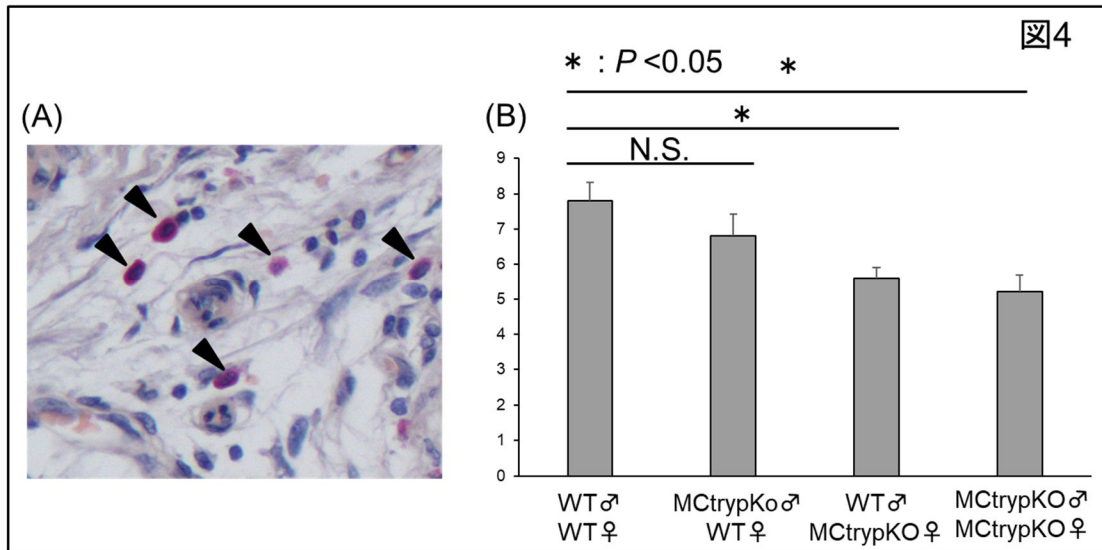 図4
* : P <0.05
*
(A)
(B)
*
N.S.
9
8
7
6
5
4
3
2
1
0
WT♂
WT♀
MCtrypKo♂
WT♀
WT♂
MCtrypKO♀
MCtrypKO♂
MCtrypKO♀